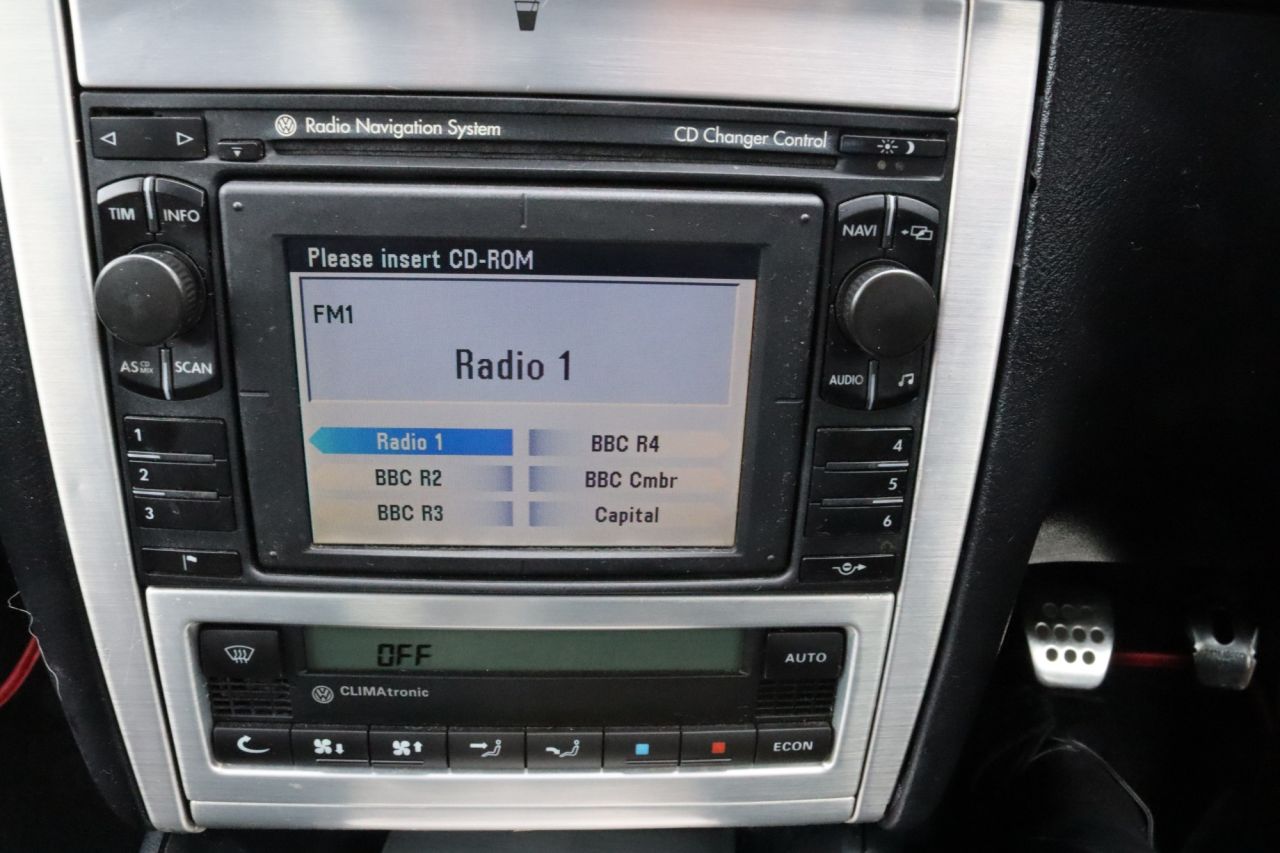 Radio Navigation System
CD Changer Control
TIM INFO
NAVI
Please insert CD-ROM
FM1
Radio 1
AS CD MIX SCAN
AUDIO
1
2
3
Radio 1 BBC R4
BBC R2 BBC Cmbr
BBC R3 Capital
4
5
6
OFF
AUTO
CLIMAtronic
ECON